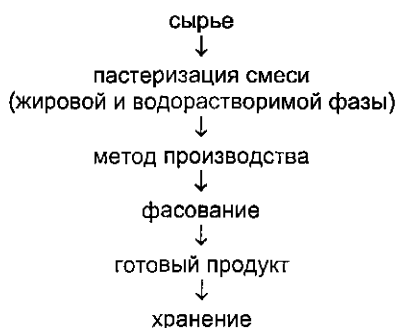 сырье
↓
пастеризация смеси
(жировой и водорастворимой фазы)
↓
метод производства
↓
фасование
↓
готовый продукт
↓
хранение